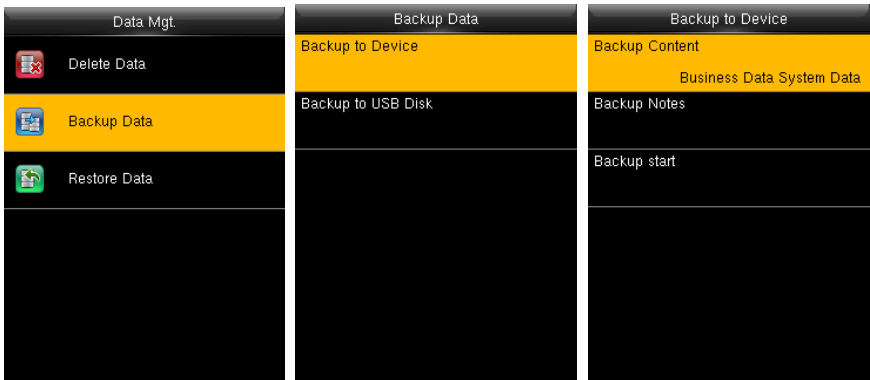 Data Mgt.
Delete Data
Backup Data
Restore Data
Backup Data
Backup to Device
Backup to USB Disk
Backup to Device
Backup Content
Business Data System Data
Backup Notes
Backup start